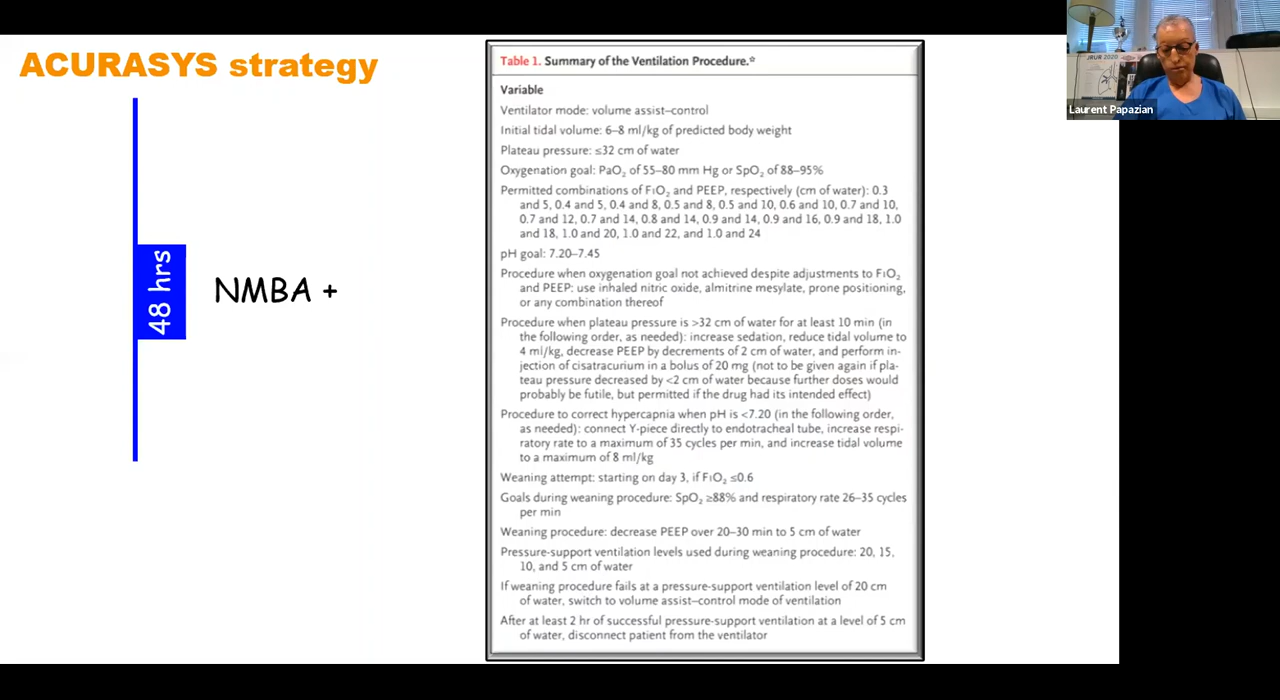 ACURASYS strategy
48 hrs
NMBA +
Table 1. Summary of the Ventilation Procedure.*
Variable
Ventilator mode: volume assist–control
Initial tidal volume: 6–8 ml/kg of predicted body weight
Plateau pressure: ≤32 cm of water
Oxygenation goal: PaO₂ of 55–80 mm Hg or SpO₂ of 88–95%
Permitted combinations of FiO₂ and PEEP, respectively (cm of water): 0.3
and 5, 0.4 and 5, 0.4 and 8, 0.5 and 8, 0.5 and 10, 0.6 and 10, 0.7 and 10,
0.7 and 12, 0.7 and 14, 0.8 and 14, 0.9 and 14, 0.9 and 16, 0.9 and 18, 1.0
and 18, 1.0 and 20, 1.0 and 22, and 1.0 and 24
pH goal: 7.20–7.45
Procedure when oxygenation goal not achieved despite adjustments to FiO₂
and PEEP: use inhaled nitric oxide, almitrine mesylate, prone positioning,
or any combination thereof
Procedure when plateau pressure is >32 cm of water for at least 10 min (in
the following order, as needed): increase sedation, reduce tidal volume to
4 ml/kg, decrease PEEP by decrements of 2 cm of water, and perform in-
jection of cisatracurium in a bolus of 20 mg (not to be given again if pla-
teau pressure decreased by <2 cm of water because further doses would
probably be futile, but permitted if the drug had its intended effect)
Procedure to correct hypercapnia when pH is <7.20 (in the following order,
as needed): connect Y-piece directly to endotracheal tube, increase respi-
ratory rate to a maximum of 35 cycles per min, and increase tidal volume
to a maximum of 8 ml/kg
Weaning attempt: starting on day 3, if FiO₂ ≤0.6
Goals during weaning procedure: SpO₂ ≥88% and respiratory rate 26–35 cycles
per min
Weaning procedure: decrease PEEP over 20–30 min to 5 cm of water
Pressure-support ventilation levels used during weaning procedure: 20, 15,
10, and 5 cm of water
If weaning procedure fails at a pressure-support ventilation level of 20 cm
of water, switch to volume assist–control mode of ventilation
After at least 2 hr of successful pressure-support ventilation at a level of 5 cm
of water, disconnect patient from the ventilator
JRUR 2020
Laurent Papazian